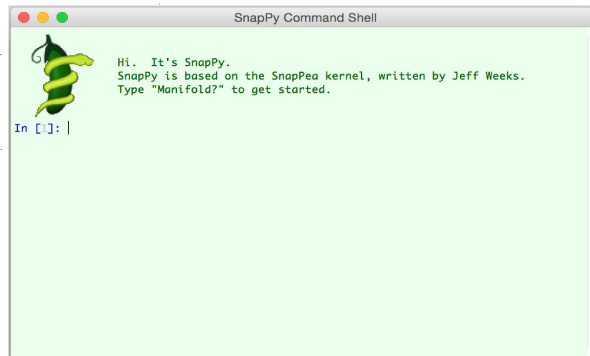 SnapPy Command Shell
Hi.  It's SnapPy.
SnapPy is based on the SnapPea kernel, written by Jeff Weeks.
Type "Manifold?" to get started.
In [1]: